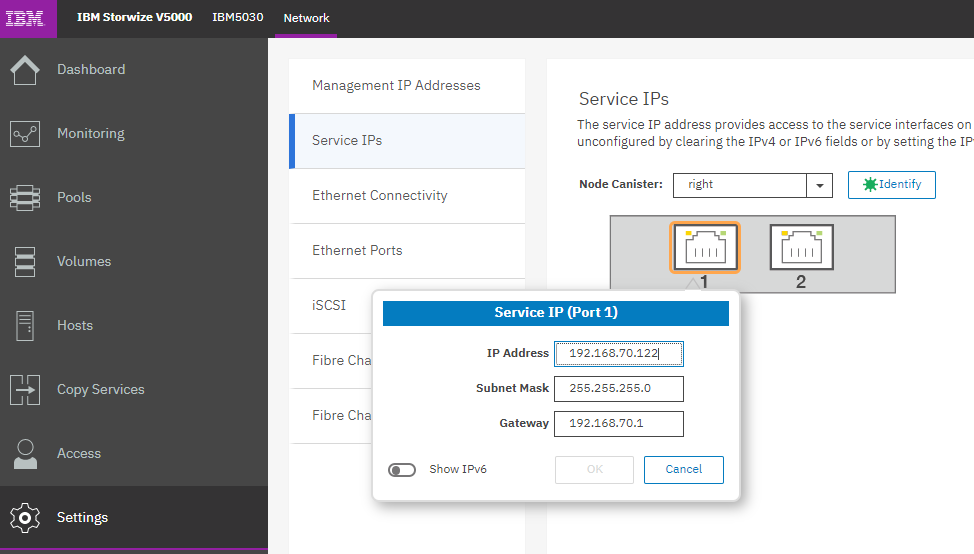 IBM
IBM Storwize V5000
IBM5030
Network
Dashboard
Monitoring
Pools
Volumes
Hosts
Copy Services
Access
Settings
Management IP Addresses
Service IPs
Ethernet Connectivity
Ethernet Ports
iSCSI
Fibre Cha
Fibre Cha
Service IPs
The service IP address provides access to the service interfaces on
unconfigured by clearing the IPv4 or IPv6 fields or by setting the IP
Node Canister:
right
Identify
1
2
Service IP (Port 1)
IP Address
192.168.70.122
Subnet Mask
255.255.255.0
Gateway
192.168.70.1
Show IPv6
OK
Cancel